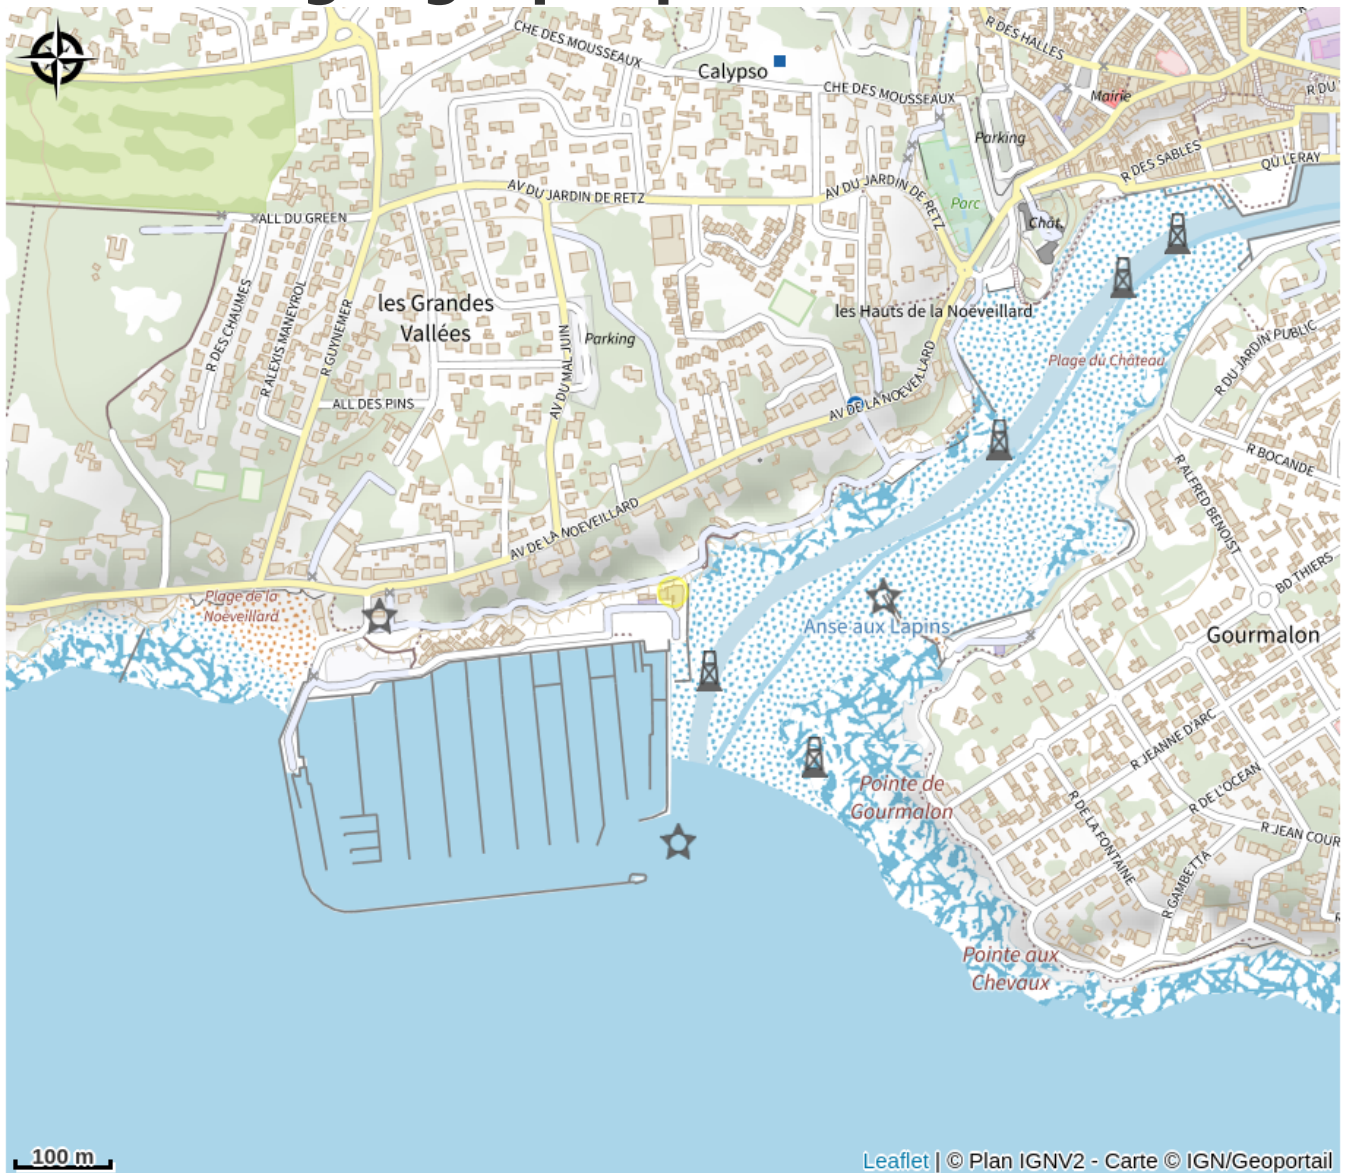 CHE DES MOUSSEAUX
R DES HALLES
Calypso
CHE DES MOUSSEAUX
Mairie
R DU
Parking
R DES SABLES
QU LERAY
AV DU JARDIN DE RETZ
AV DU JARDIN DE RETZ
Parc
ALL DU GREEN
Chât.
les Grandes
Vallées
R DES CHAUMES
R ALEXIS MANEYROL
R GUYNEMER
Parking
les Hauts de la Noëveillard
Plage du Château
R DU JARDIN PUBLIC
AV DU MAL JUIN
ALL DES PINS
AV DE LA NOEVEILLARD
R BOCANDE
R ALFRED BENOIST
AV DE LA NOEVEILLARD
BD THIERS
Plage de la
Noëveillard
Anse aux Lapins
Gourmalon
R JEANNE D'ARC
Pointe de
Gourmalon
R DE L'OCEAN
R DE LA FONTAINE
R JEAN COUR
R GAMBETTA
Pointe aux
Chevaux
100 m
Leaflet | © Plan IGNV2 - Carte © IGN/Geoportail